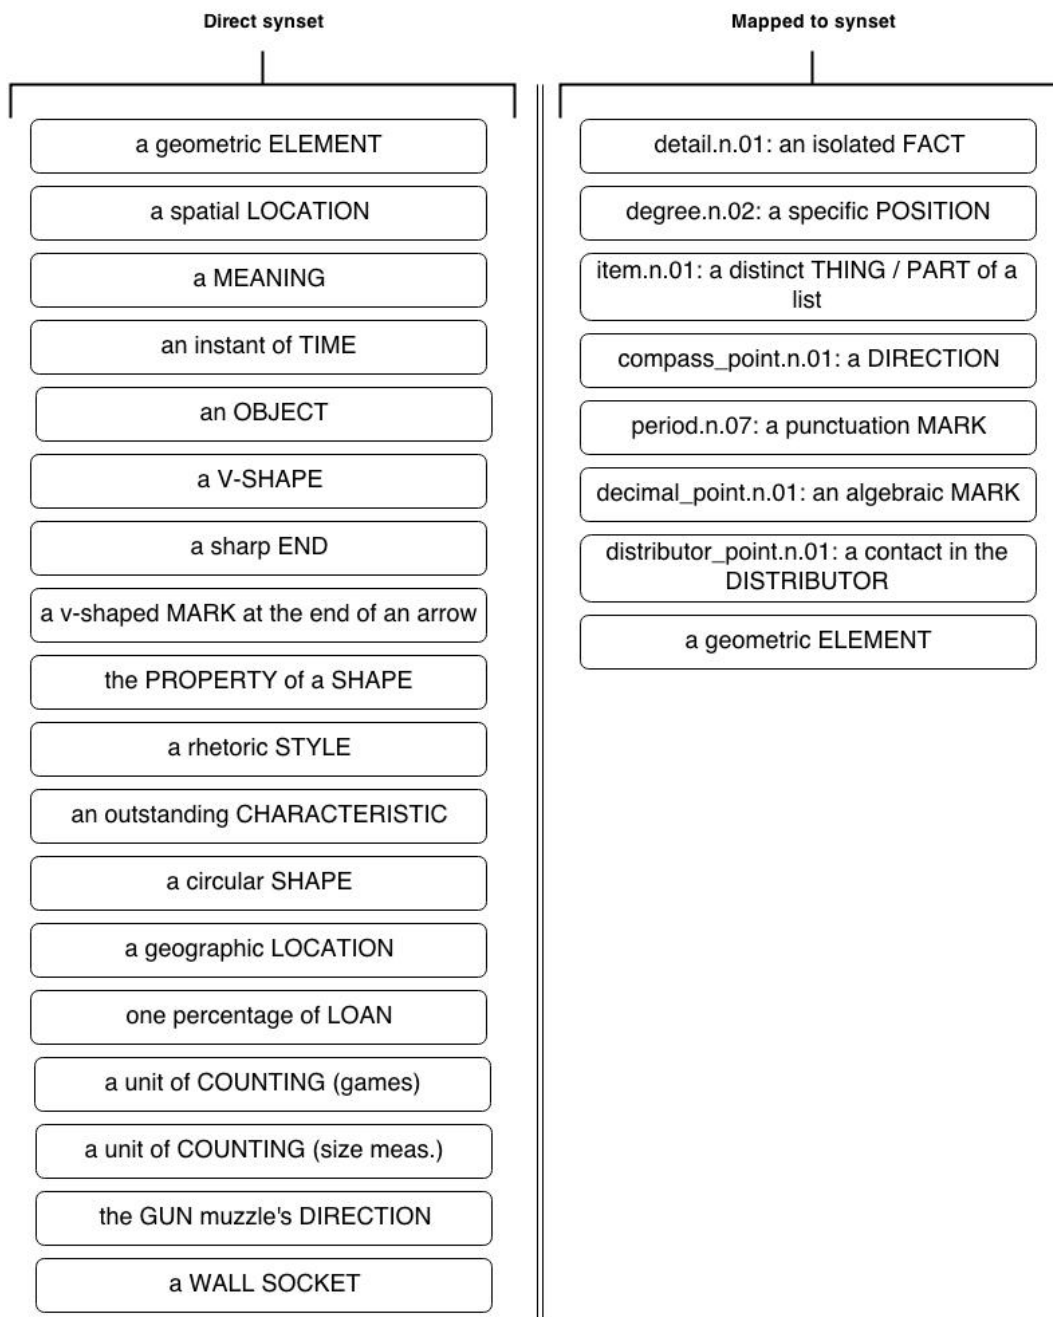 Direct synset
a geometric ELEMENT
a spatial LOCATION
a MEANING
an instant of TIME
an OBJECT
a V-SHAPE
a sharp END
a v-shaped MARK at the end of an arrow
the PROPERTY of a SHAPE
a rhetoric STYLE
an outstanding CHARACTERISTIC
a circular SHAPE
a geographic LOCATION
one percentage of LOAN
a unit of COUNTING (games)
a unit of COUNTING (size meas.)
the GUN muzzle's DIRECTION
a WALL SOCKET
Mapped to synset
detail.n.01: an isolated FACT
degree.n.02: a specific POSITION
item.n.01: a distinct THING / PART of a
list
compass_point.n.01: a DIRECTION
period.n.07: a punctuation MARK
decimal_point.n.01: an algebraic MARK
distributor_point.n.01: a contact in the
DISTRIBUTOR
a geometric ELEMENT